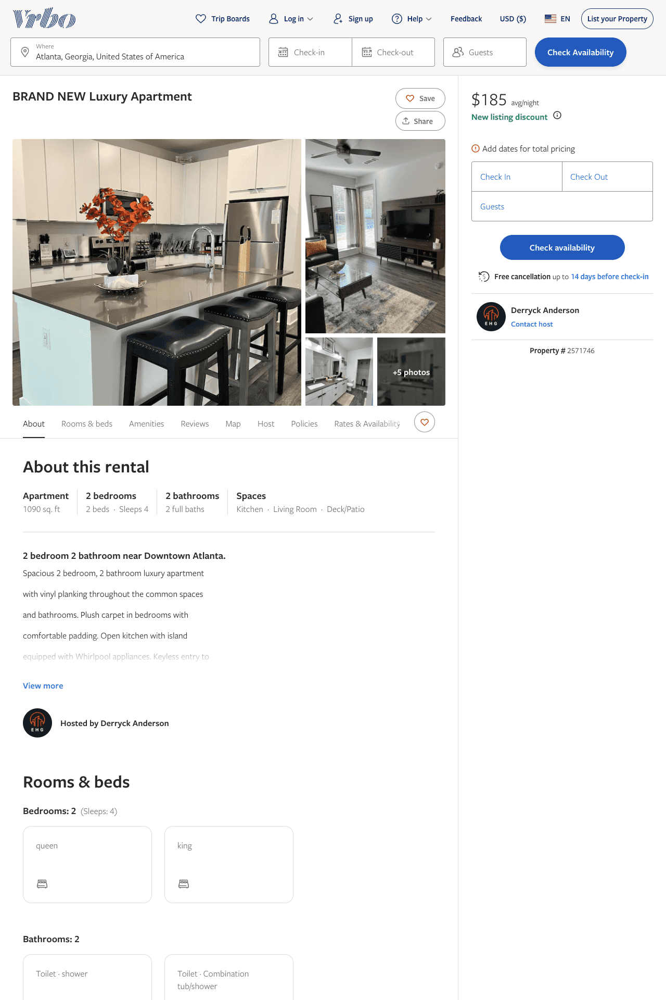 Vrbo
Trip Boards
Log in
Sign up
Help
Feedback
USD ($)
EN
List your Property
Where
Atlanta, Georgia, United States of America
Check-in
Check-out
Guests
Check Availability
BRAND NEW Luxury Apartment
Save
Share
$185 avg/night
New listing discount
Add dates for total pricing
Check In
Check Out
Guests
Check availability
Free cancellation up to 14 days before check-in
EHG
Derryck Anderson
Contact host
Property # 2571746
+5 photos
About
Rooms & beds
Amenities
Reviews
Map
Host
Policies
Rates & Availability
About this rental
Apartment
1090 sq. ft
2 bedrooms
2 beds · Sleeps 4
2 bathrooms
2 full baths
Spaces
Kitchen · Living Room · Deck/Patio
2 bedroom 2 bathroom near Downtown Atlanta.
Spacious 2 bedroom, 2 bathroom luxury apartment
with vinyl planking throughout the common spaces
and bathrooms. Plush carpet in bedrooms with
comfortable padding. Open kitchen with island
equipped with Whirlpool appliances. Keyless entry to
View more
EHG
Hosted by Derryck Anderson
Rooms & beds
Bedrooms: 2 (Sleeps: 4)
queen
king
Bathrooms: 2
Toilet · shower
Toilet · Combination
tub/shower